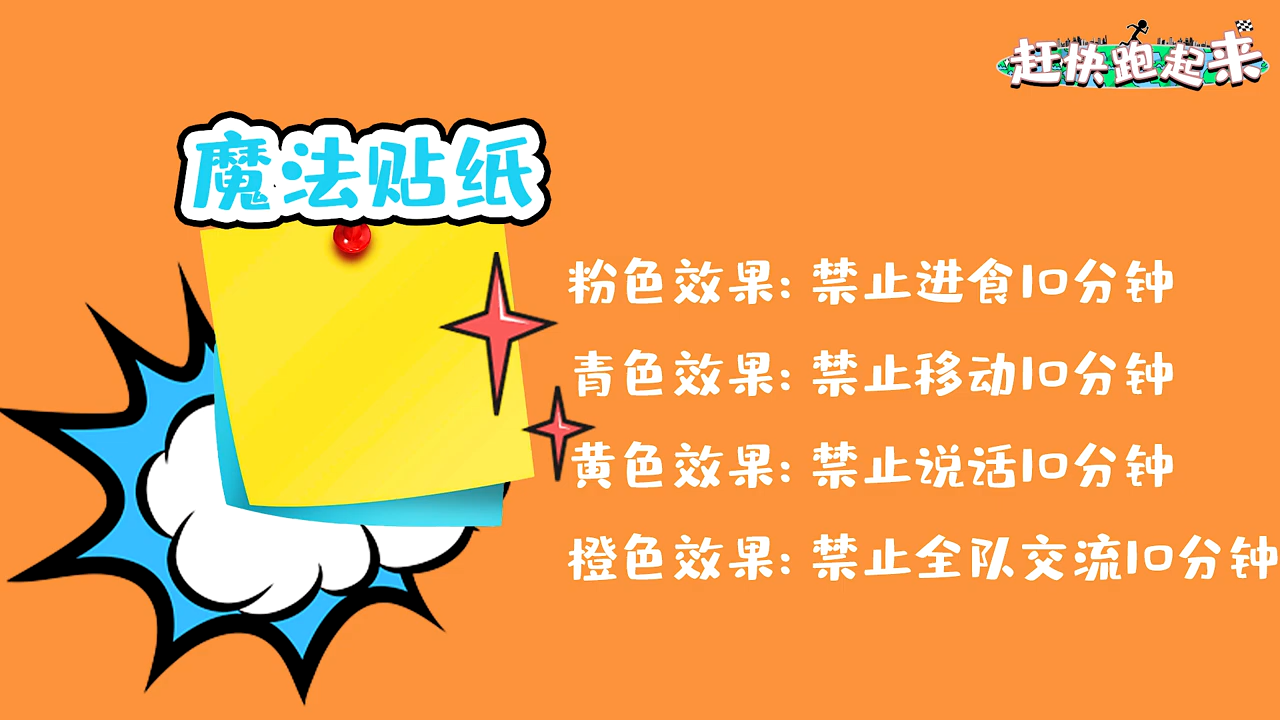 赶快跑起来
魔法贴纸
粉色效果: 禁止进食10分钟
青色效果: 禁止移动10分钟
黄色效果: 禁止说话10分钟
橙色效果: 禁止全队交流10分钟